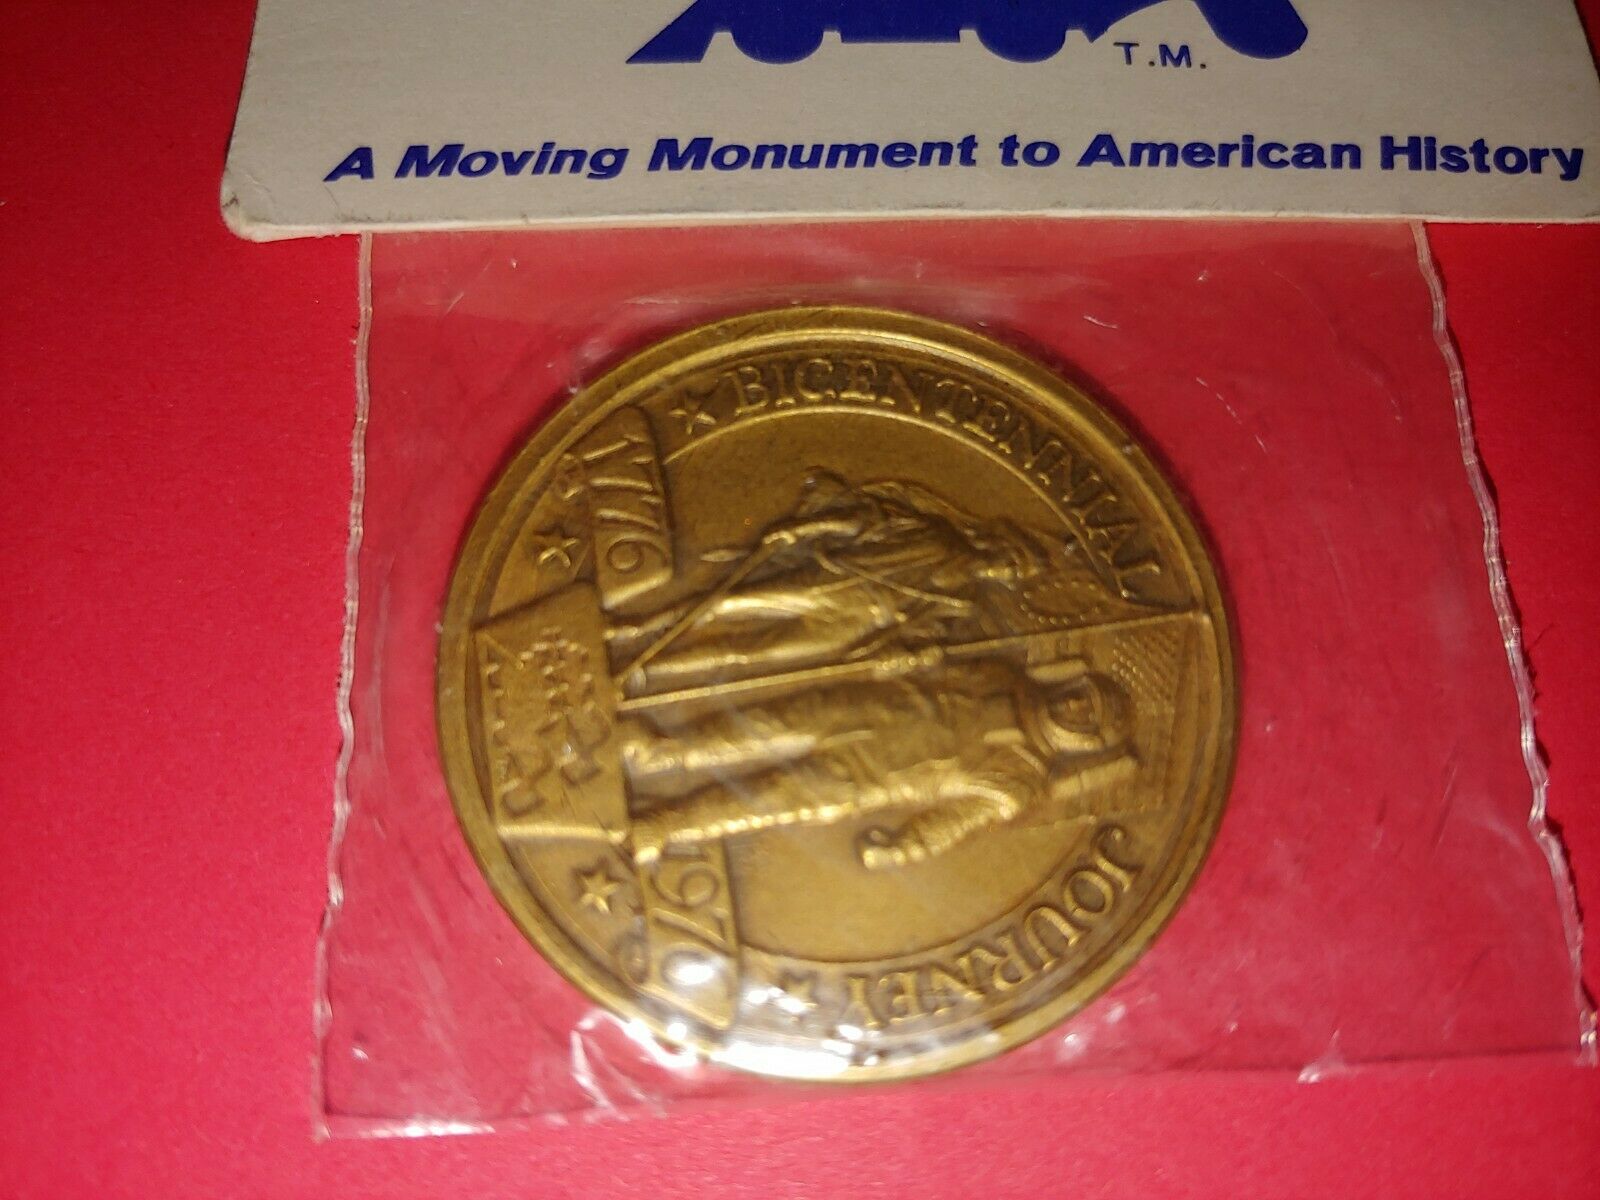 T.M.
A Moving Monument to American History
BICENTENNIAL
JOURNEY
1776
1976